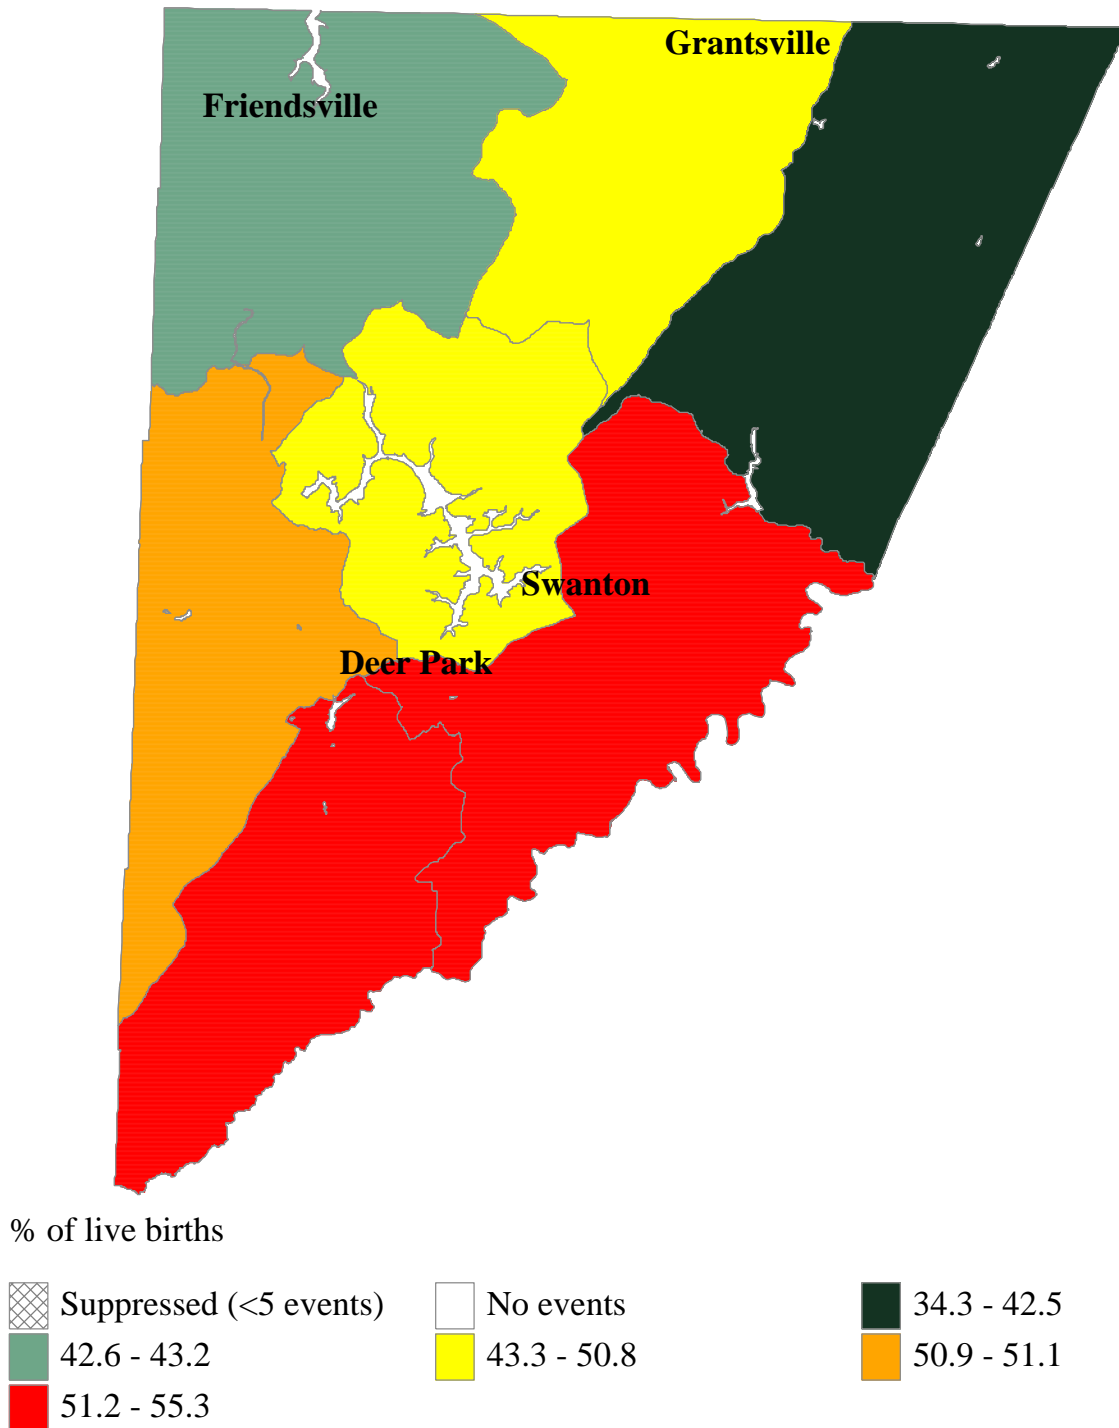 Grantsville
Friendsville
Swanton
Deer Park
% of live births
Suppressed (<5 events)
No events
34.3 - 42.5
42.6 - 43.2
43.3 - 50.8
50.9 - 51.1
51.2 - 55.3